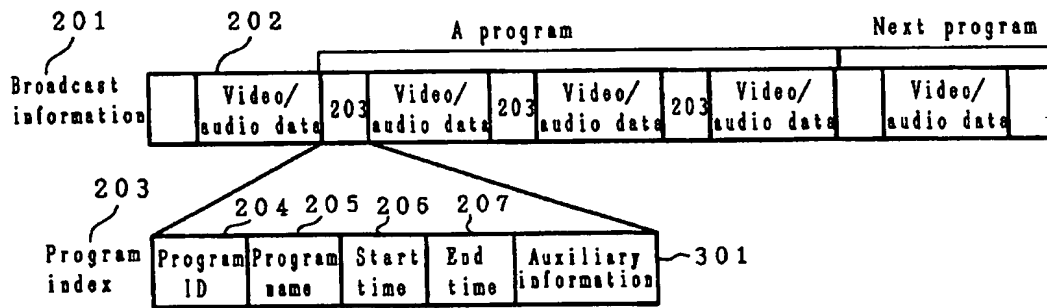 201
202
A program
Next program
Broadcast information
Video/ audio data
203
Video/ audio data
203
Video/ audio data
203
Video/ audio data
Video/ audio data
203
204
205
206
207
Program index
Program ID
Program name
Start time
End time
Auxiliary information
301